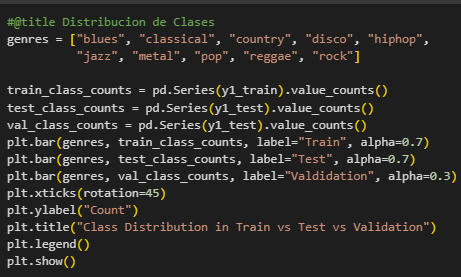 #@title Distribucion de Clases
genres = ["blues", "classical", "country", "disco", "hiphop",
"jazz", "metal", "pop", "reggae", "rock"]
train_class_counts = pd.Series(y1_train).value_counts()
test_class_counts = pd.Series(y1_test).value_counts()
val_class_counts = pd.Series(y1_test).value_counts()
plt.bar(genres, train_class_counts, label="Train", alpha=0.7)
plt.bar(genres, test_class_counts, label="Test", alpha=0.7)
plt.bar(genres, val_class_counts, label="Valdidation", alpha=0.3)
plt.xticks(rotation=45)
plt.ylabel("Count")
plt.title("Class Distribution in Train vs Test vs Validation")
plt.legend()
plt.show()